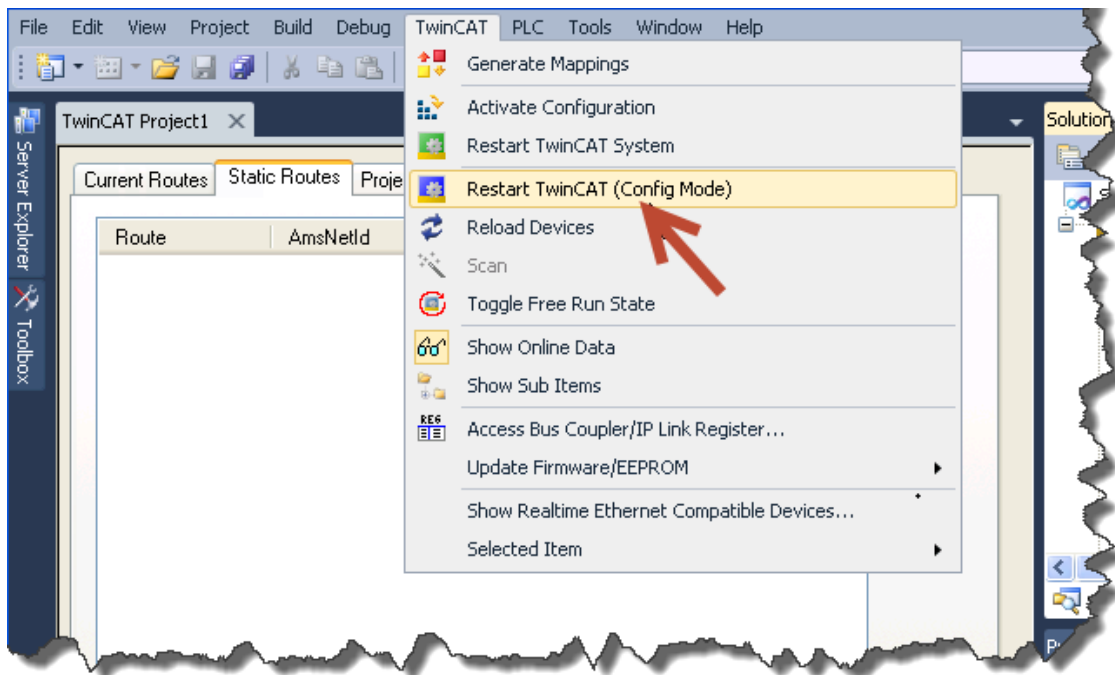 File Edit View Project Build Debug TwinCAT PLC Tools Window Help
TwinCAT Project1
Solution
Server Explorer
Toolbox
Current Routes Static Routes Proje
Route AmsNetId
Generate Mappings
Activate Configuration
Restart TwinCAT System
Restart TwinCAT (Config Mode)
Reload Devices
Scan
Toggle Free Run State
Show Online Data
Show Sub Items
REG
Access Bus Coupler/IP Link Register...
Update Firmware/EEPROM
Show Realtime Ethernet Compatible Devices...
Selected Item